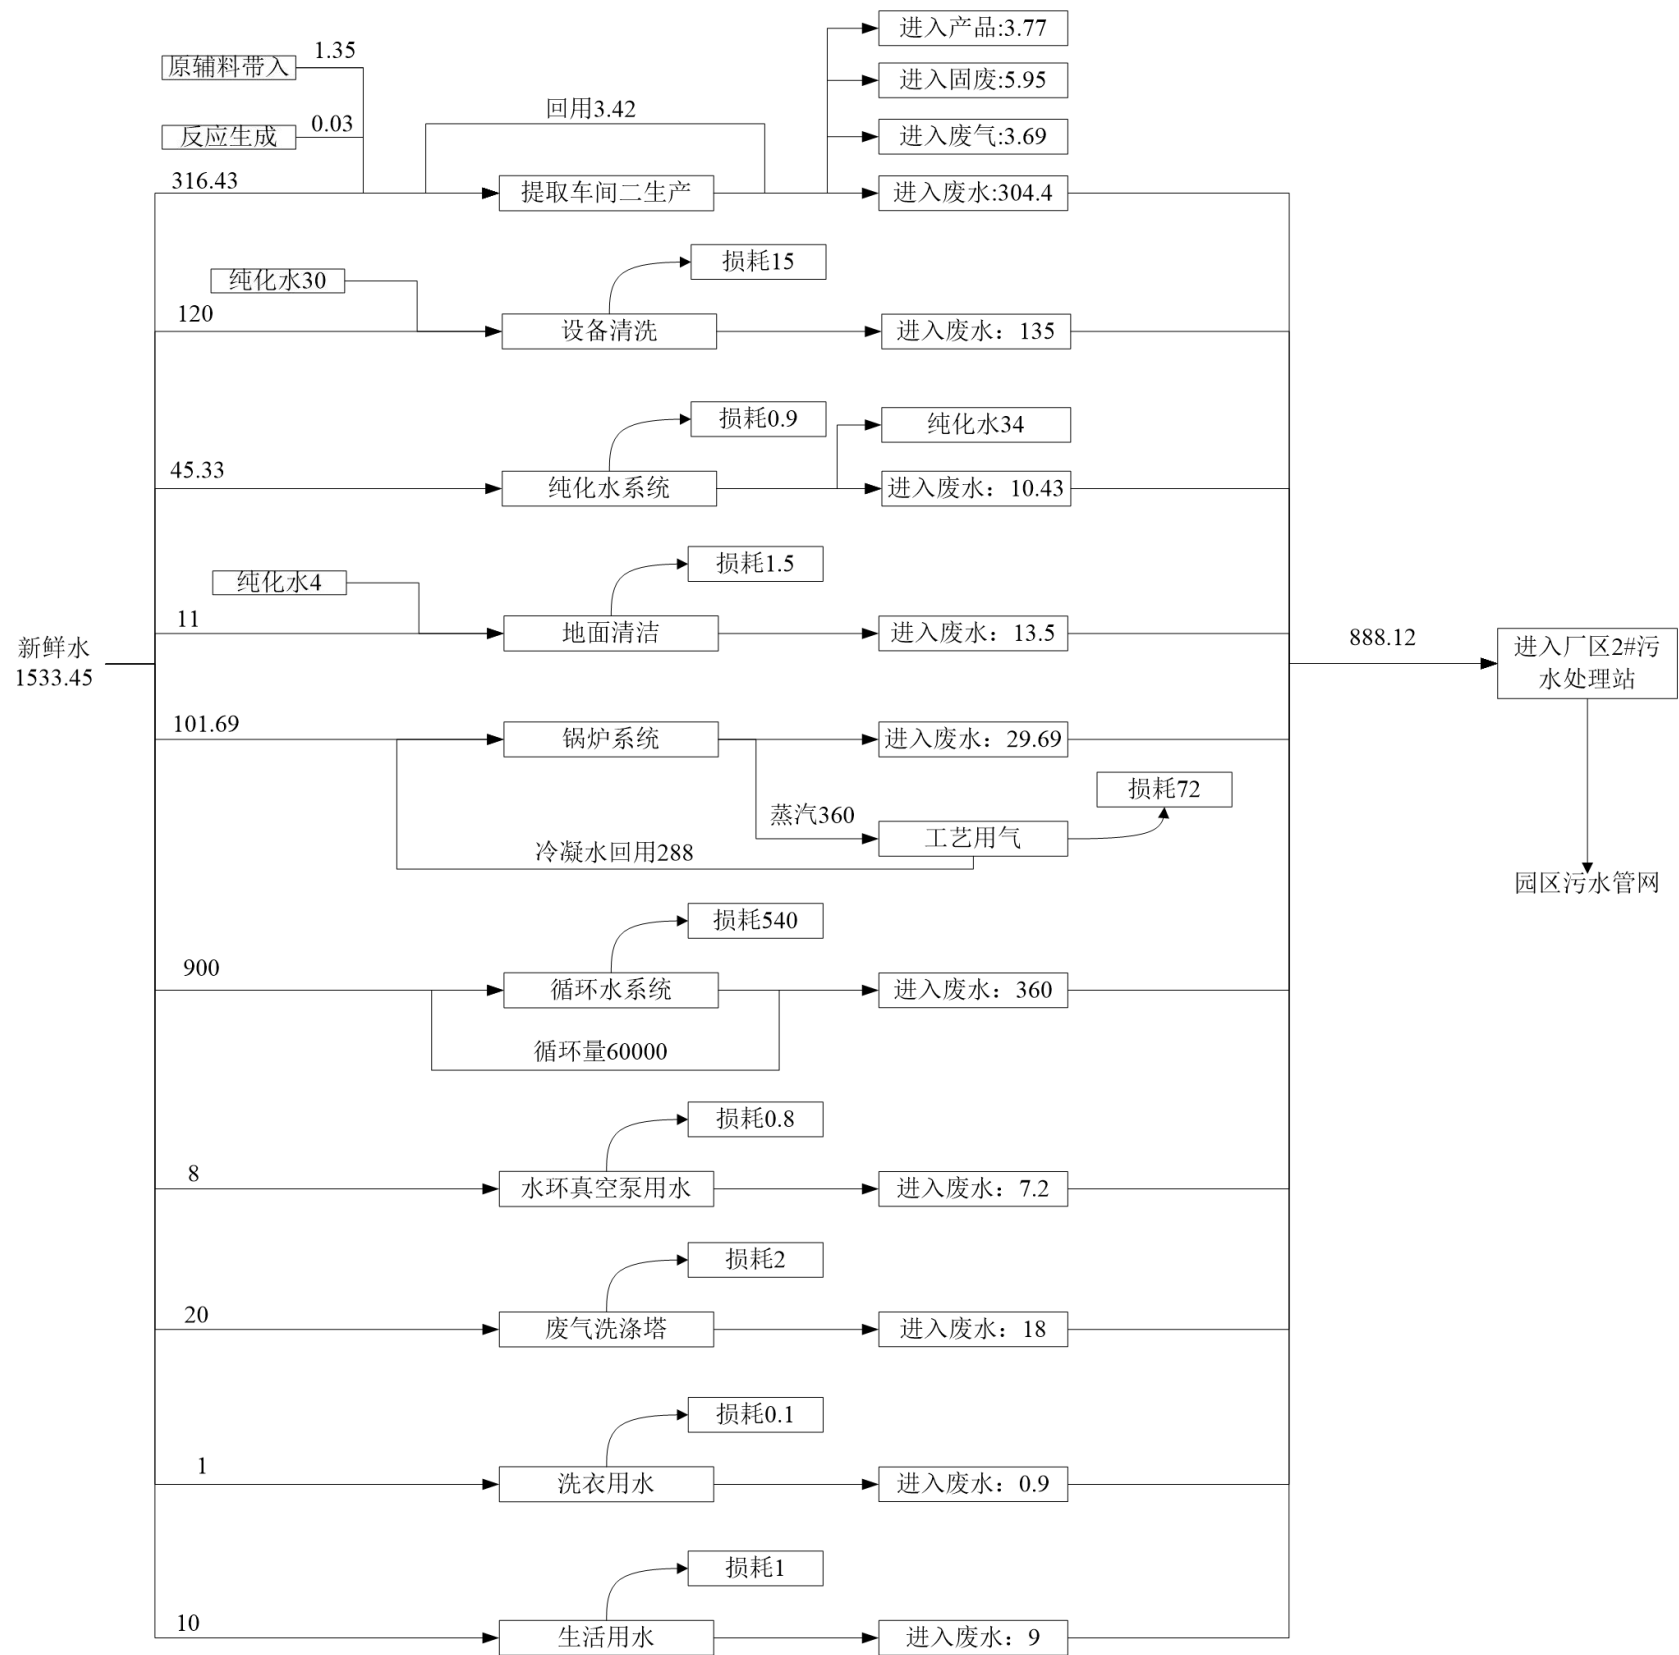 进入产品:3.77
1.35
原辅料带入
进入固废:5.95
回用3.42
0.03
反应生成
进入废气:3.69
316.43
提取车间二生产
进入废水:304.4
损耗15
纯化水30
120
设备清洗
进入废水：135
损耗0.9
纯化水34
45.33
纯化水系统
进入废水：10.43
损耗1.5
纯化水4
11
地面清洁
进入废水：13.5
新鲜水
1533.45
888.12
进入厂区2#污
水处理站
101.69
锅炉系统
进入废水：29.69
损耗72
蒸汽360
工艺用气
冷凝水回用288
园区污水管网
损耗540
900
循环水系统
进入废水：360
循环量60000
损耗0.8
8
水环真空泵用水
进入废水：7.2
损耗2
20
废气洗涤塔
进入废水：18
损耗0.1
1
洗衣用水
进入废水：0.9
损耗1
10
生活用水
进入废水：9